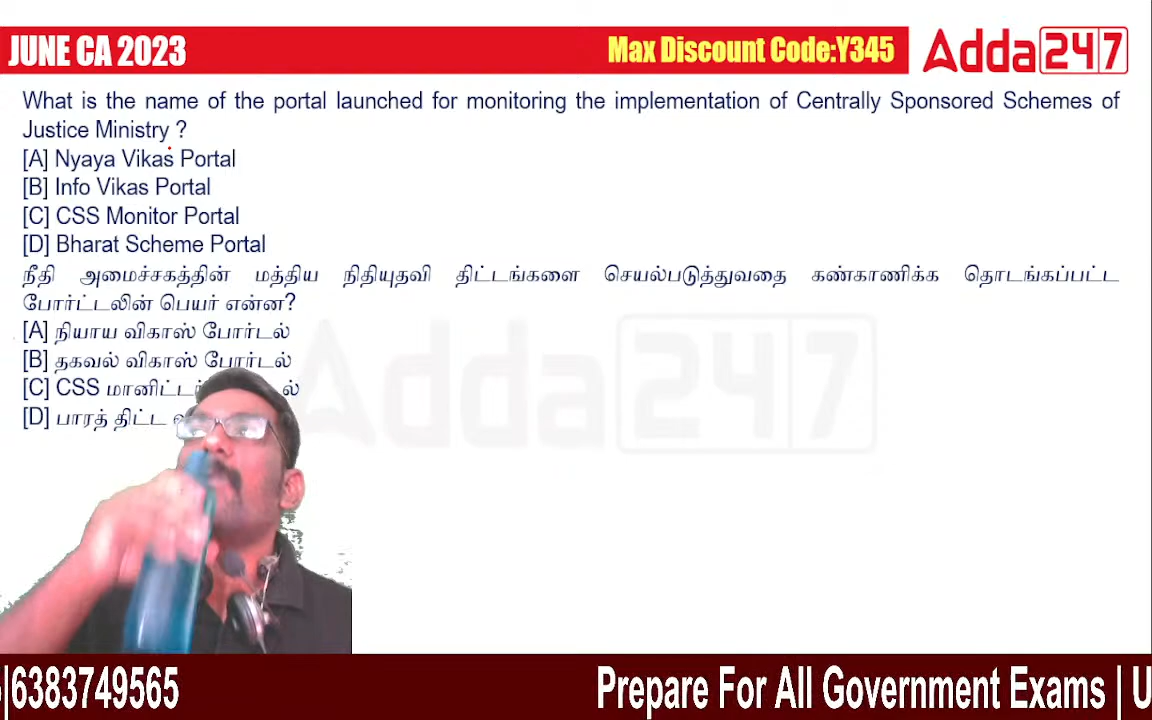 JUNE CA 2023
Max Discount Code:Y345
Adda247
What is the name of the portal launched for monitoring the implementation of Centrally Sponsored Schemes of
Justice Ministry ?
[A] Nyaya Vikas Portal
[B] Info Vikas Portal
[C] CSS Monitor Portal
[D] Bharat Scheme Portal
நீதி அமைச்சகத்தின் மத்திய நிதியுதவி திட்டங்களை செயல்படுத்துவதை கண்காணிக்க தொடங்கப்பட்ட
போர்ட்டலின் பெயர் என்ன?
[A] நியாய விகாஸ் போர்டல்
[B] தகவல் விகாஸ் போர்டல்
[C] CSS
[D] பாரத் திட்ட
Adda247
|6383749565
Prepare For All Government Exams | U